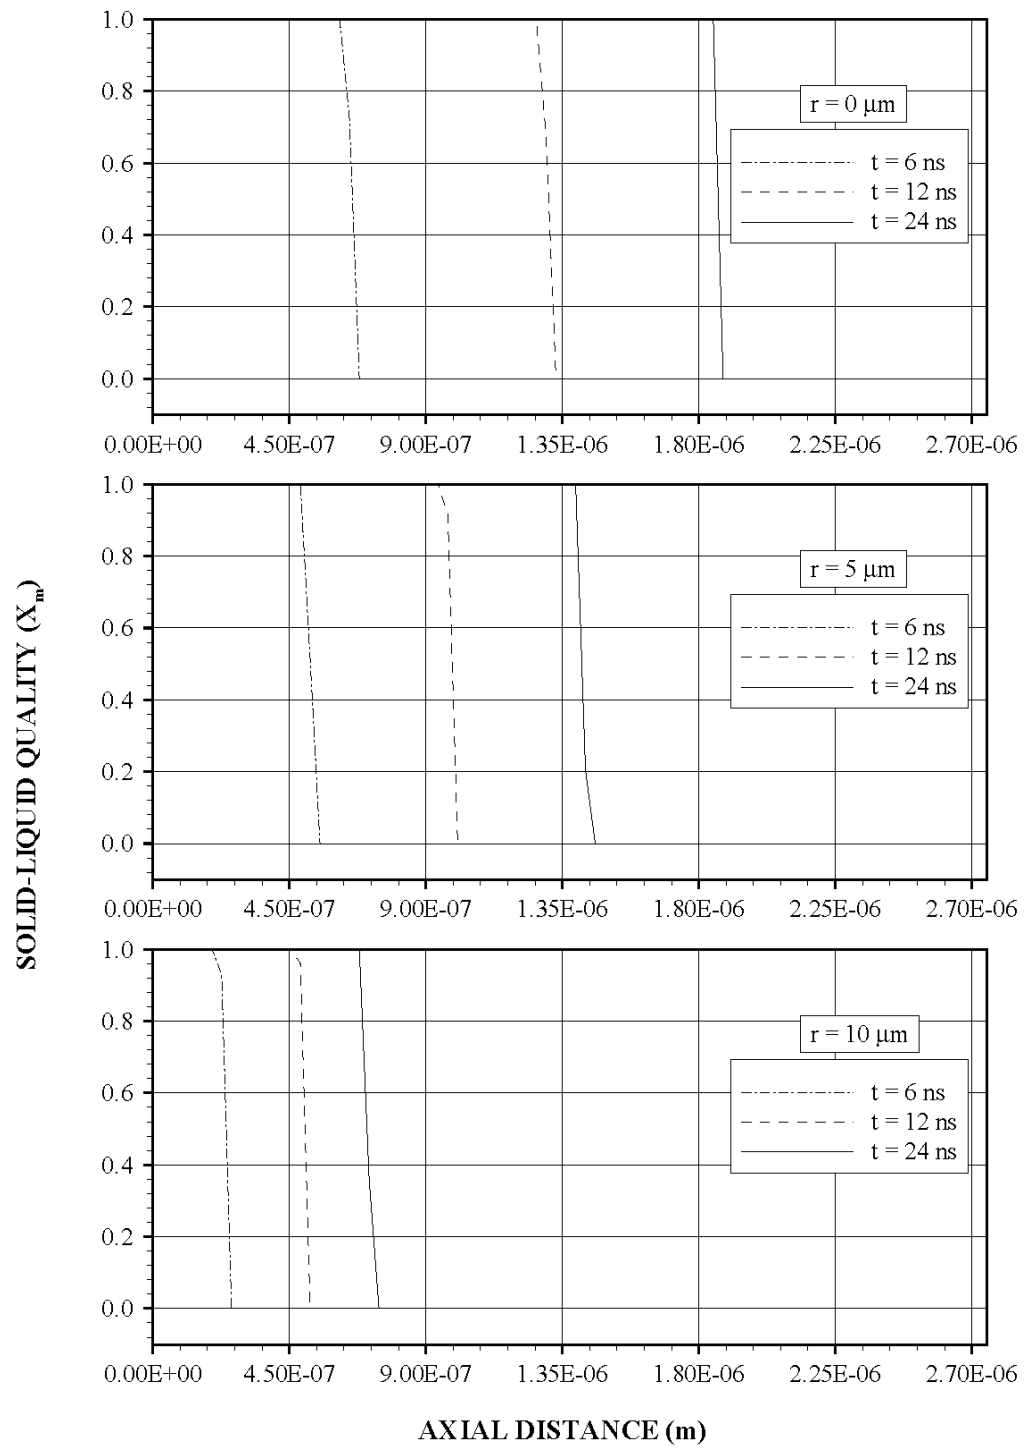 SOLID-LIQUID QUALITY (Xm)
1.0
0.8
0.6
0.4
0.2
0.0
r = 0 μm
t = 6 ns
t = 12 ns
t = 24 ns
0.00E+00 4.50E-07 9.00E-07 1.35E-06 1.80E-06 2.25E-06 2.70E-06
1.0
0.8
0.6
0.4
0.2
0.0
r = 5 μm
t = 6 ns
t = 12 ns
t = 24 ns
0.00E+00 4.50E-07 9.00E-07 1.35E-06 1.80E-06 2.25E-06 2.70E-06
1.0
0.8
0.6
0.4
0.2
0.0
r = 10 μm
t = 6 ns
t = 12 ns
t = 24 ns
0.00E+00 4.50E-07 9.00E-07 1.35E-06 1.80E-06 2.25E-06 2.70E-06
AXIAL DISTANCE (m)